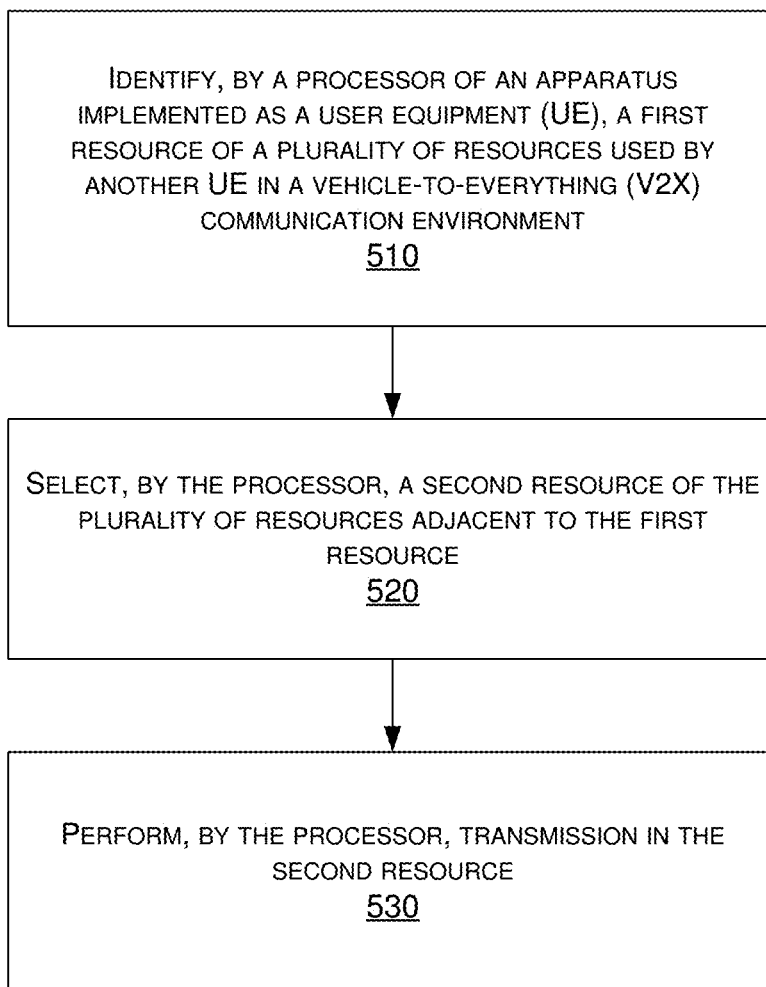 IDENTIFY, BY A PROCESSOR OF AN APPARATUS
IMPLEMENTED AS A USER EQUIPMENT (UE), A FIRST
RESOURCE OF A PLURALITY OF RESOURCES USED BY
ANOTHER UE IN A VEHICLE-TO-EVERYTHING (V2X)
COMMUNICATION ENVIRONMENT
510
SELECT, BY THE PROCESSOR, A SECOND RESOURCE OF THE
PLURALITY OF RESOURCES ADJACENT TO THE FIRST
RESOURCE
520
PERFORM, BY THE PROCESSOR, TRANSMISSION IN THE
SECOND RESOURCE
530